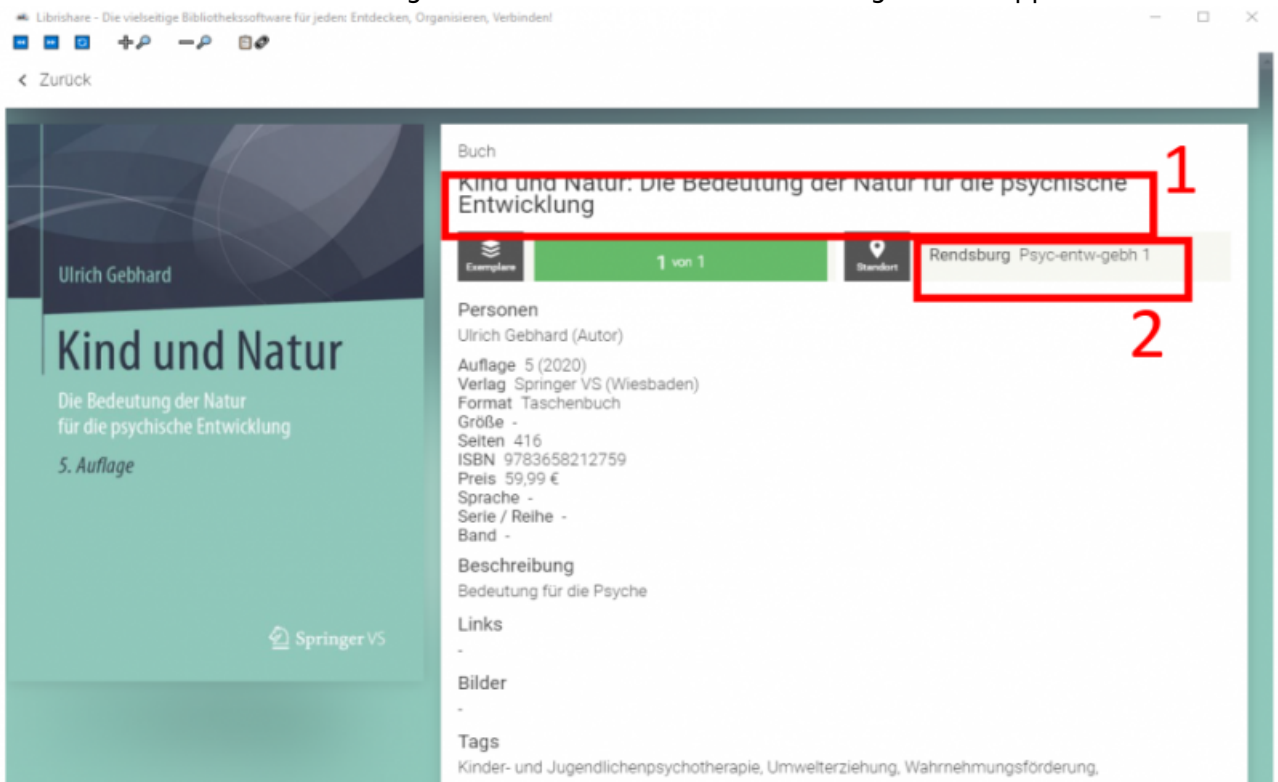 Librishare - Die vielseitige Bibliothekssoftware für jeden: Entdecken, Organisieren, Verbinden!
Zurück
Ulrich Gebhard
Kind und Natur
Die Bedeutung der Natur
für die psychische Entwicklung
5. Auflage
Springer VS
Buch
1
Kind und Natur: Die Bedeutung der Natur für die psychische
Entwicklung
Exemplare 1 von 1 Standort Rendsburg Psyc-entw-gebh 1
2
Personen
Ulrich Gebhard (Autor)
Auflage 5 (2020)
Verlag Springer VS (Wiesbaden)
Format Taschenbuch
Größe -
Seiten 416
ISBN 9783658212759
Preis 59,99 €
Sprache -
Serie / Reihe -
Band -
Beschreibung
Bedeutung für die Psyche
Links
-
Bilder
-
Tags
Kinder- und Jugendlichenpsychotherapie, Umwelterziehung, Wahrnehmungsförderung,